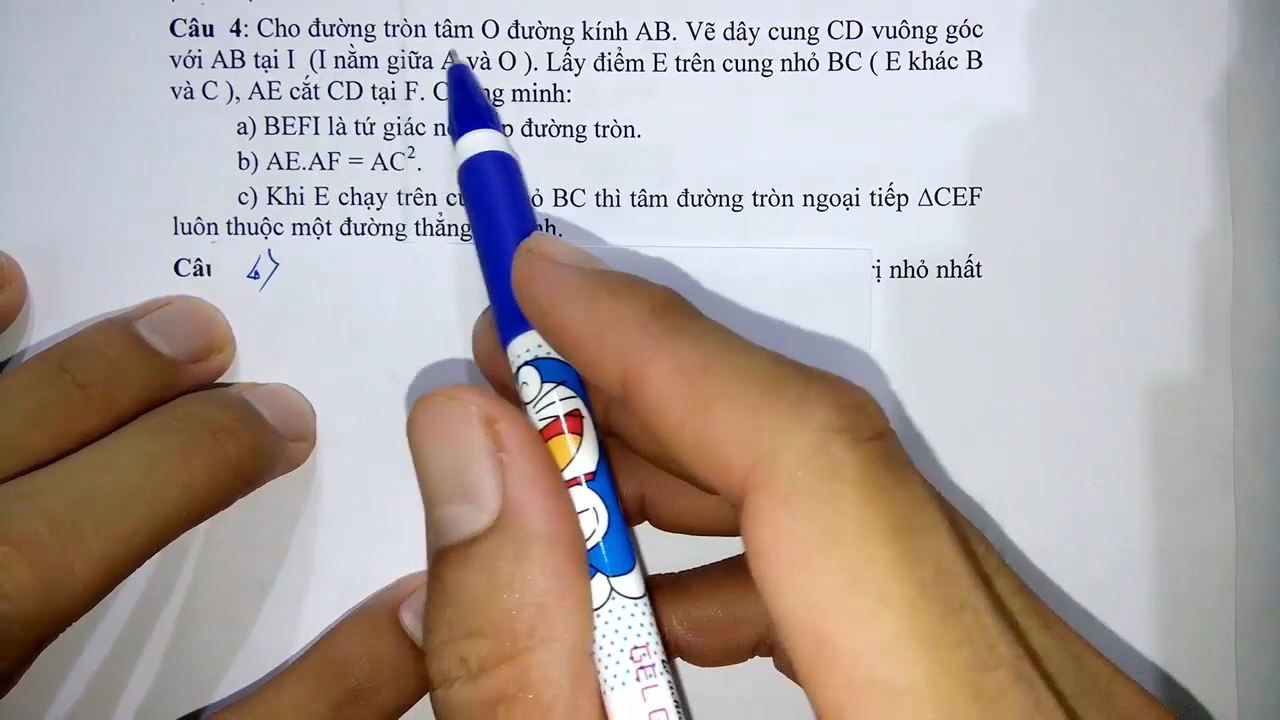 Câu 4: Cho đường tròn tâm O đường kính AB. Vẽ dây cung CD vuông góc
với AB tại I (I nằm giữa A và O ). Lấy điểm E trên cung nhỏ BC ( E khác B
và C ), AE cắt CD tại F. minh:
a) BEFI là tứ giác đường tròn.
b) AE.AF = AC².
c) Khi E chạy trên BC thì tâm đường tròn ngoại tiếp ΔCEF
luôn thuộc một đường thẳng
Câu nhỏ nhất
GEL